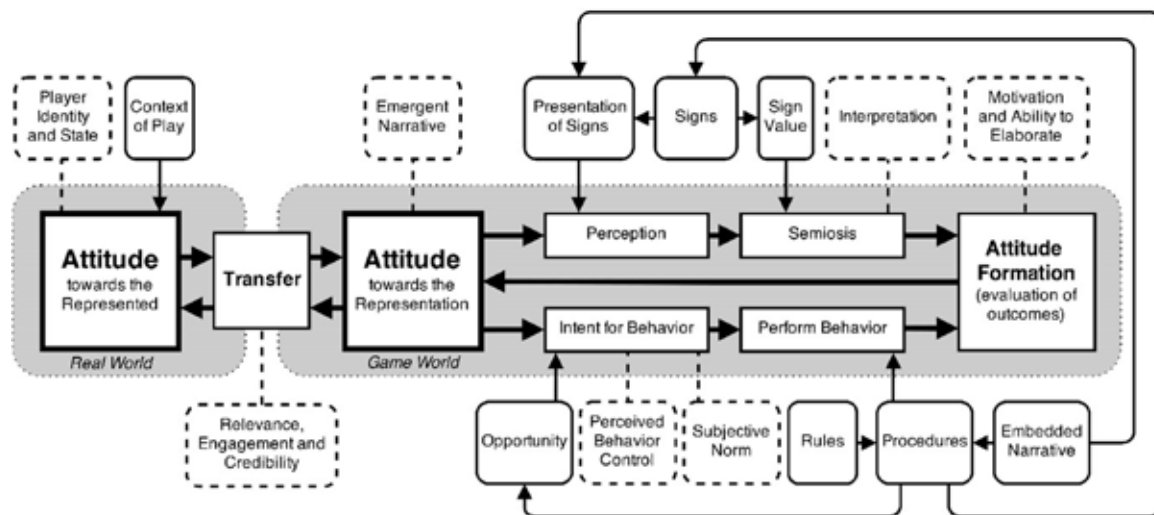 Player
Identity
and State
Context
of Play
Emergent
Narrative
Presentation
of Signs
Signs
Sign
Value
Interpretation
Motivation
and Ability to
Elaborate
Attitude
towards the
Represented
Transfer
Attitude
towards the
Representation
Perception
Semiosis
Attitude
Formation
(evaluation of
outcomes)
Intent for Behavior
Perform Behavior
Real World
Game World
Relevance,
Engagement and
Credibility
Opportunity
Perceived
Behavior
Control
Subjective
Norm
Rules
Procedures
Embedded
Narrative